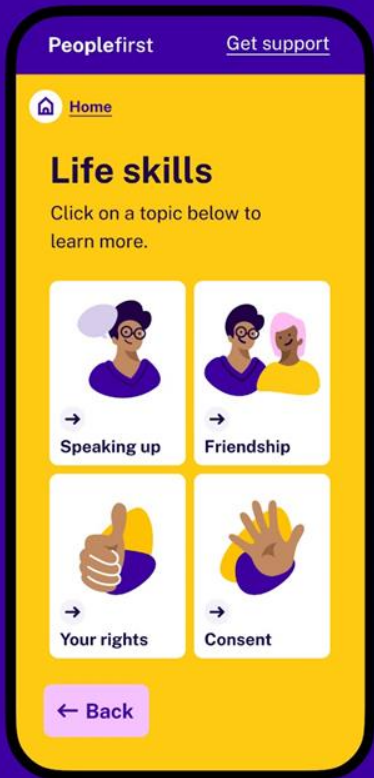 Peoplefirst
Get support
Home
Life skills
Click on a topic below to
learn more.
Speaking up
Friendship
Your rights
Consent
← Back